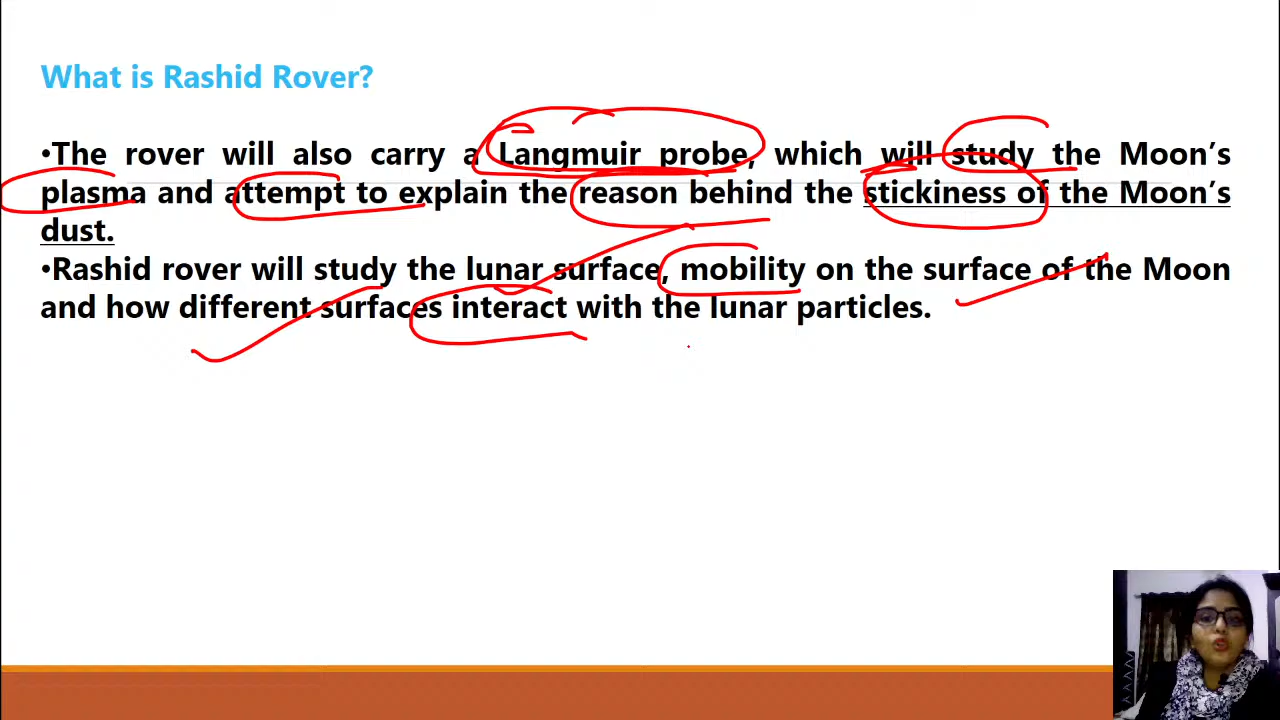 What is Rashid Rover?
•The rover will also carry a Langmuir probe, which will study the Moon’s
plasma and attempt to explain the reason behind the stickiness of the Moon’s
dust.
•Rashid rover will study the lunar surface, mobility on the surface of the Moon
and how different surfaces interact with the lunar particles.